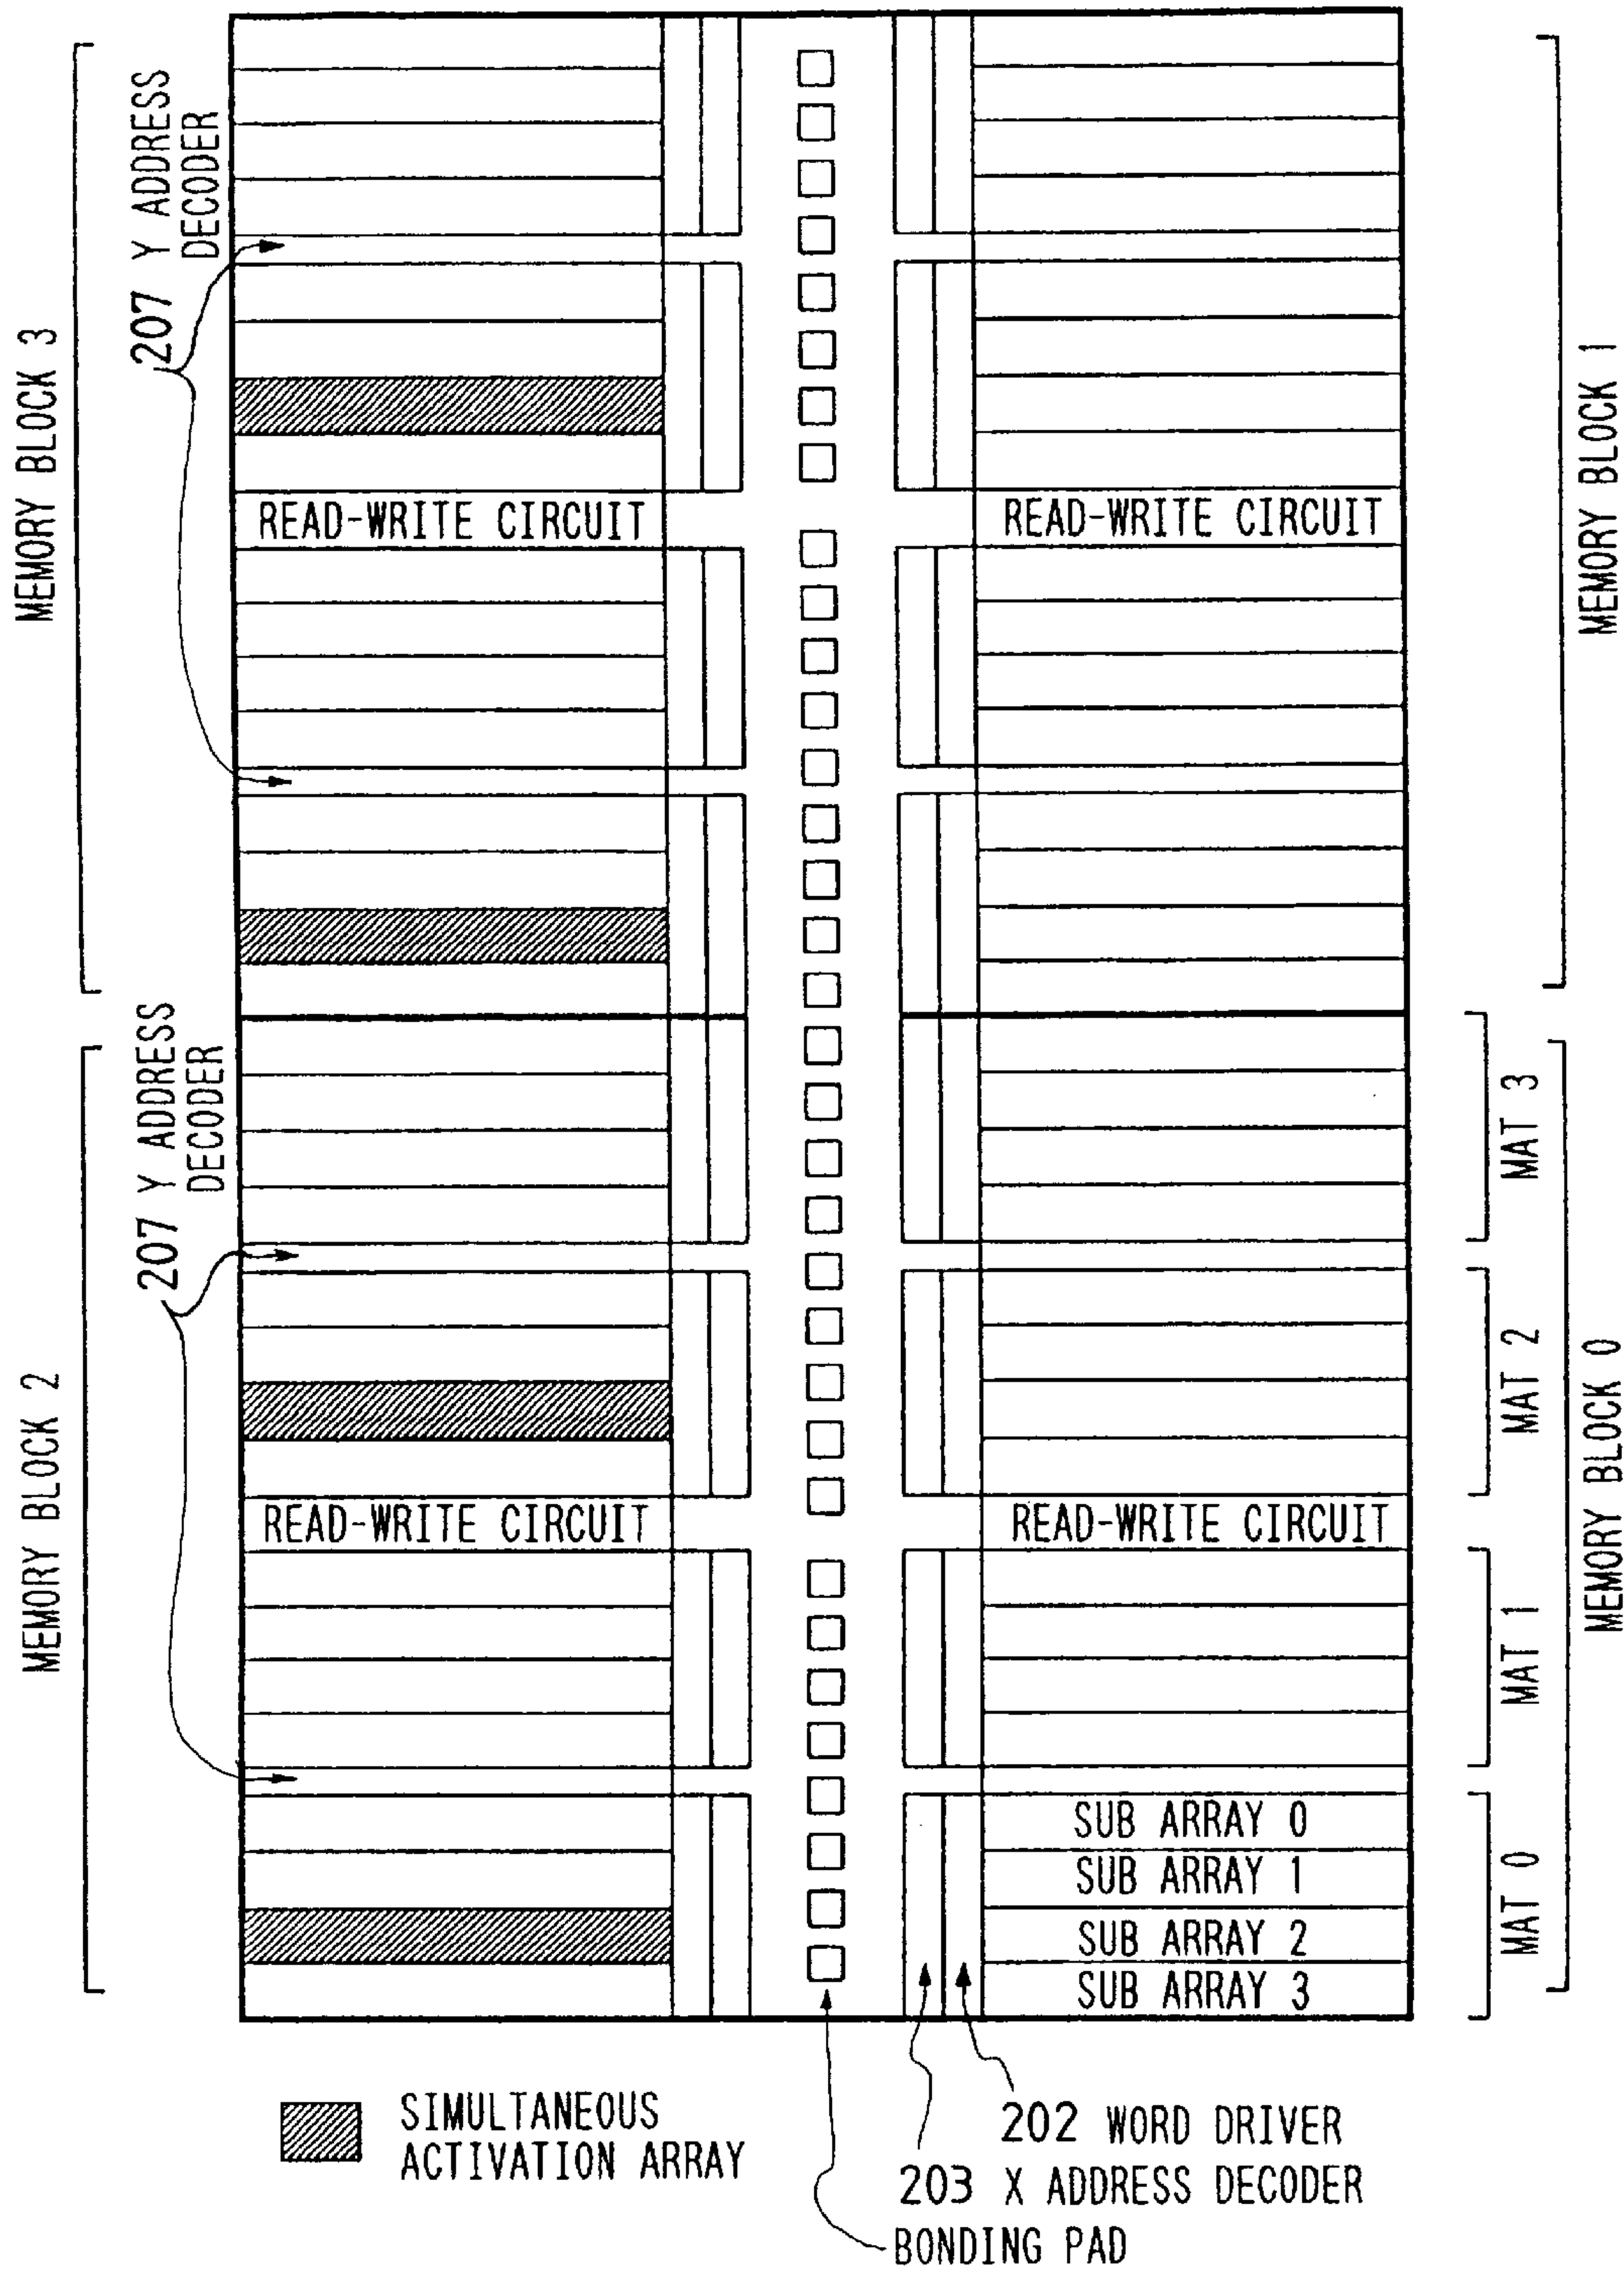 MEMORY BLOCK 3
207 Y ADDRESS
DECODER
READ-WRITE CIRCUIT
READ-WRITE CIRCUIT
MEMORY BLOCK 1
MEMORY BLOCK 2
207 Y ADDRESS
DECODER
READ-WRITE CIRCUIT
READ-WRITE CIRCUIT
MAT 3
MAT 2
MAT 1
MAT 0
MEMORY BLOCK 0
SUB ARRAY 0
SUB ARRAY 1
SUB ARRAY 2
SUB ARRAY 3
SIMULTANEOUS
ACTIVATION ARRAY
202 WORD DRIVER
203 X ADDRESS DECODER
BONDING PAD